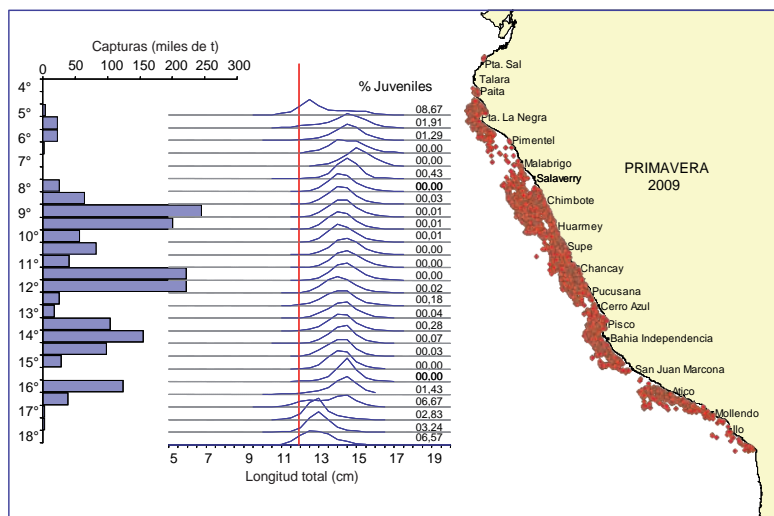 Capturas (miles de t)
0 50 100 150 200 250 300
% Juveniles
4°
5°
6°
7°
8°
9°
10°
11°
12°
13°
14°
15°
16°
17°
18°
08,67
01,91
01,29
00,00
00,00
00,43
00,00
00,03
00,01
00,01
00,01
00,00
00,00
00,00
00,02
00,18
00,04
00,28
00,07
00,03
00,00
00,00
01,43
06,67
02,83
03,24
06,57
5 7 9 11 13 15 17 19
Longitud total (cm)
Pta. Sal
Talara
Paita
Pta. La Negra
Pimentel
Malabrigo
Salaverry
Chimbote
Huarmey
Supe
Chancay
Pucusana
Cerro Azul
Pisco
Bahia Independencia
San Juan Marcona
Atico
Mollendo
Ilo
PRIMAVERA
2009